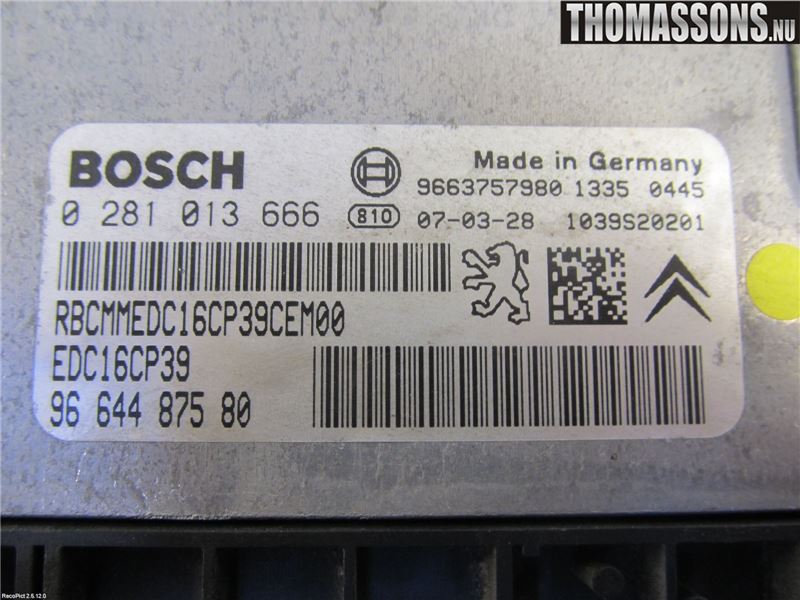 THOMASSONS.NU
BOSCH
Made in Germany
9663757980 1335 0445
0 281 013 666
810
07-03-28 1039S20201
RBCMMEDC16CP39CEM00
EDC16CP39
96 644 875 80
RecoPict 2.5.12.0